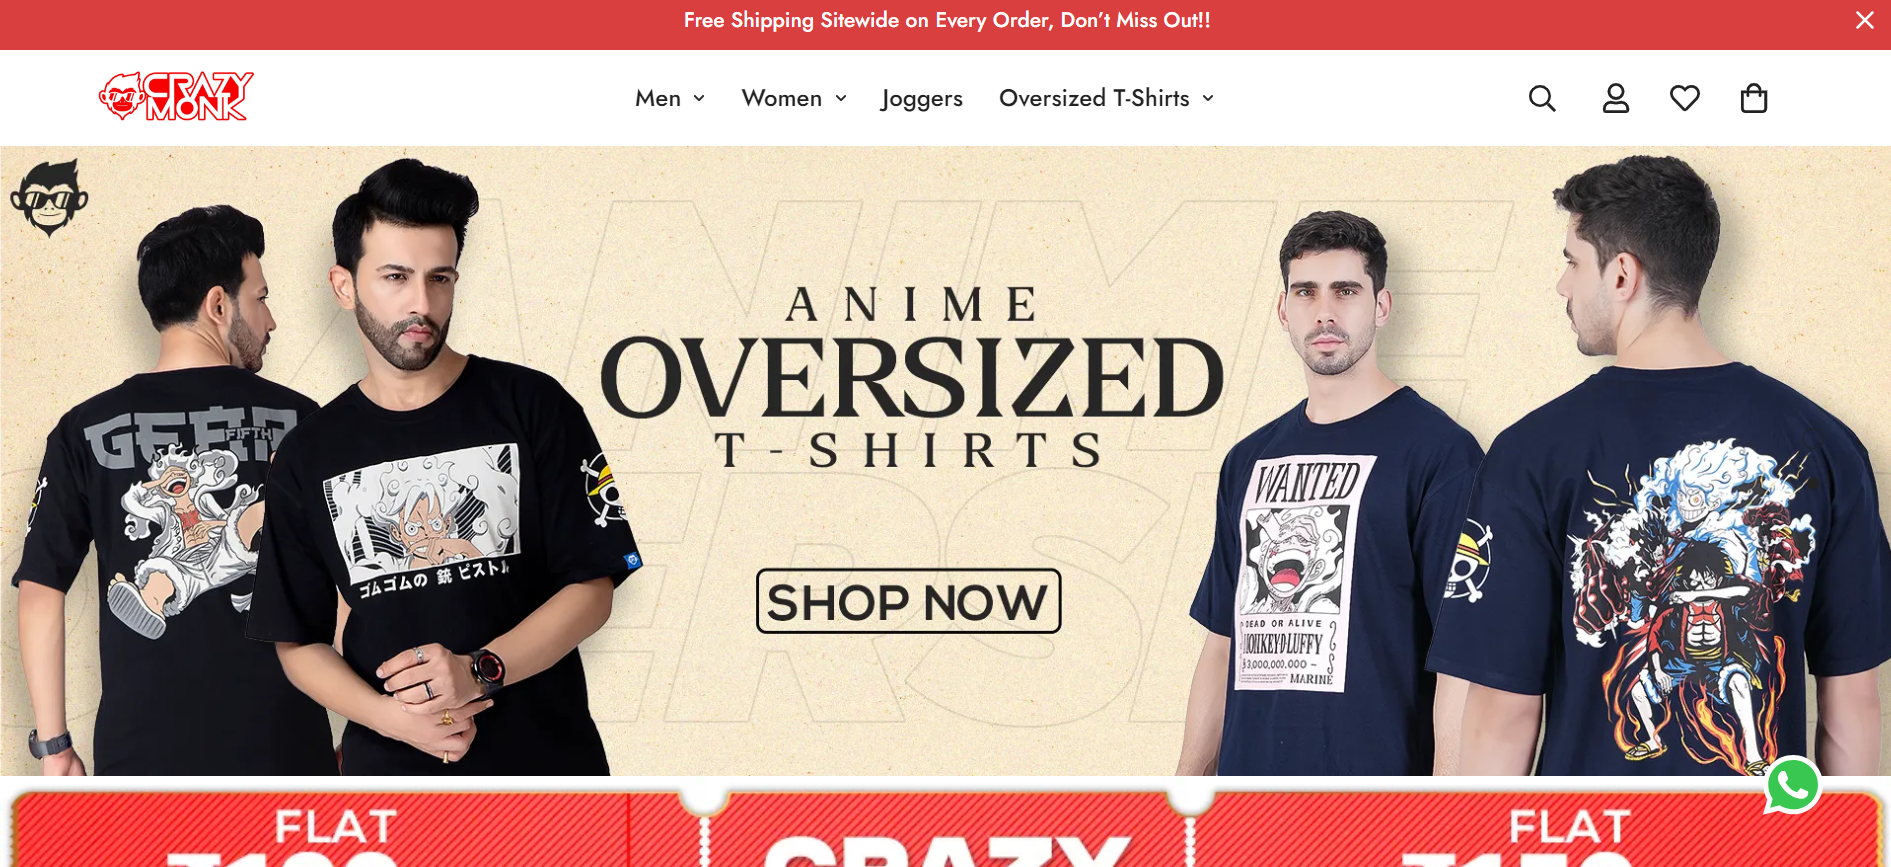 Free Shipping Sitewide on Every Order, Don't Miss Out!!
CRAZY
MONK
Men
Women
Joggers
Oversized T-Shirts
ANIME
OVERSIZED
T-SHIRTS
SHOP NOW
GEAR
FIFTH
ゴムゴムの 銃 ピストル
WANTED
DEAD OR ALIVE
MONKEY·D·LUFFY
3,000,000,000 -
MARINE
FLAT
CRAZY
FLAT